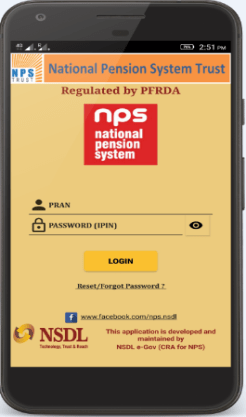 2:51 PM
NPS
TRUST
National Pension System Trust
Regulated by PFRDA
nps
national
pension
system
PRAN
PASSWORD (IPIN)
LOGIN
Reset/Forgot Password ?
www.facebook.com/nps.nsdl
NSDL
Technology, Trust & Reach
This application is developed and
maintained by
NSDL e-Gov (CRA for NPS)